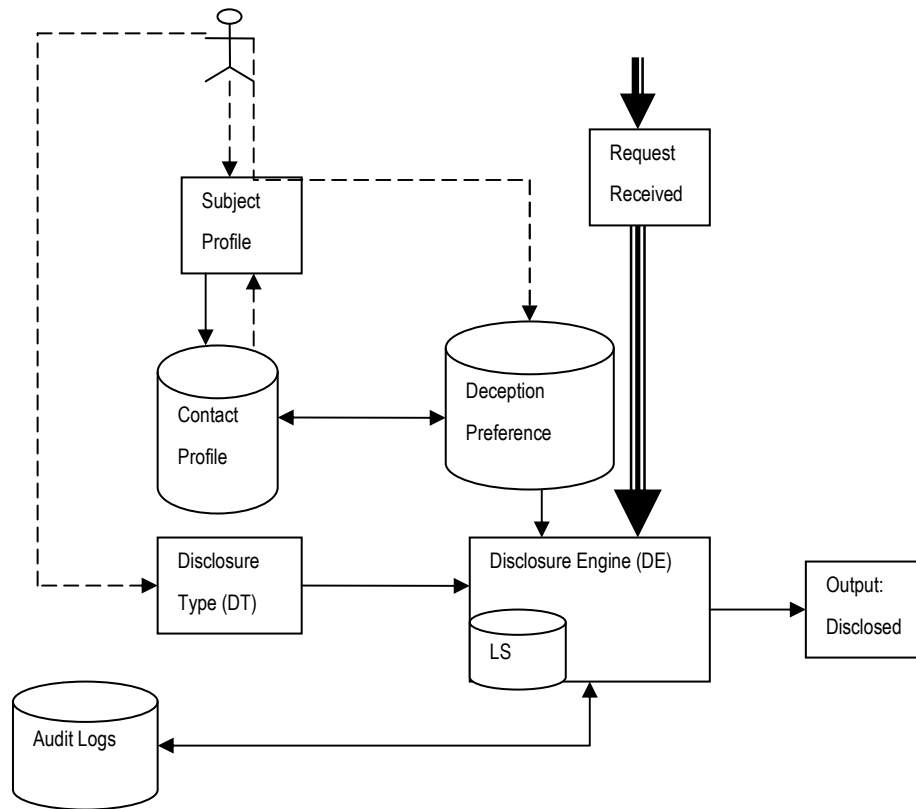 Request
Received
Subject
Profile
Deception
Preference
Contact
Profile
Disclosure
Type (DT)
Disclosure Engine (DE)
LS
Output:
Disclosed
Audit Logs